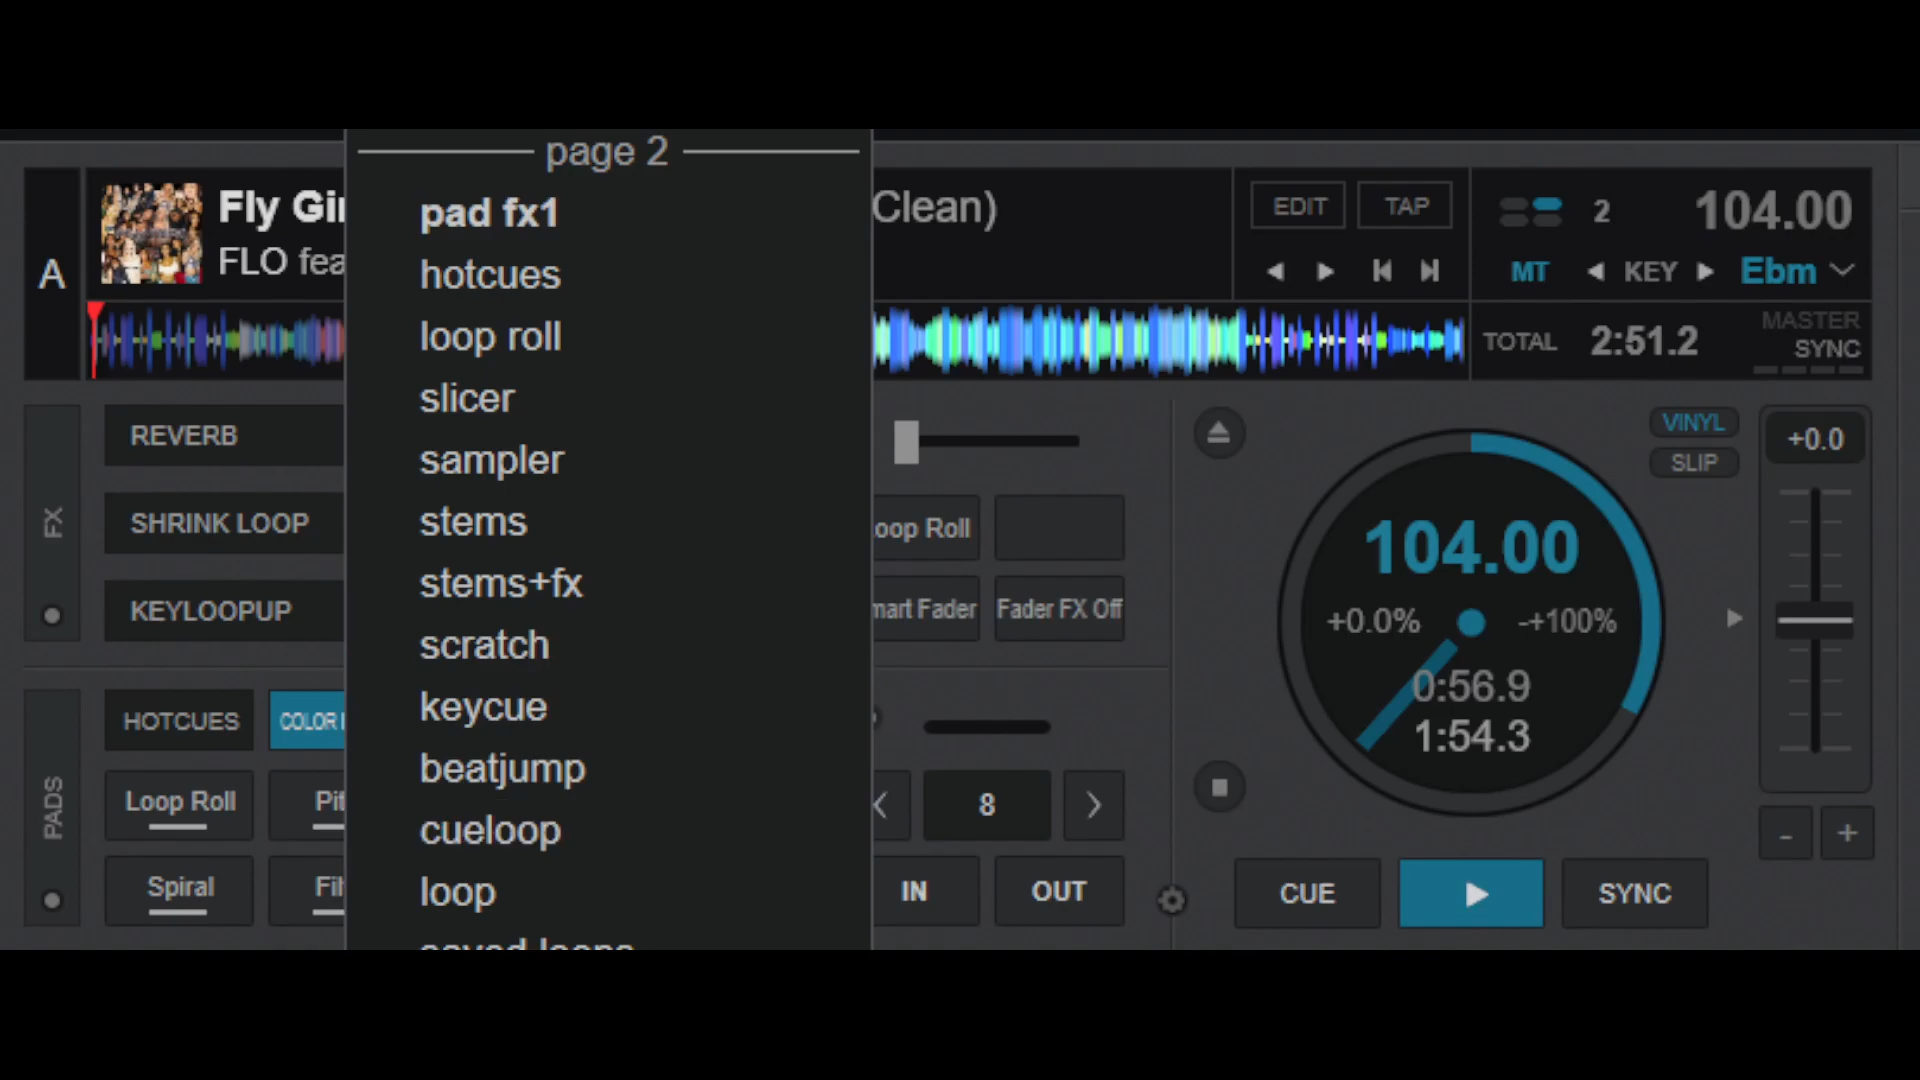 page 2
pad fx1
hotcues
loop roll
slicer
sampler
stems
stems+fx
scratch
keycue
beatjump
cueloop
loop
A
Fly
FLO
Clean)
EDIT TAP
2 104.00
MT KEY Ebm
TOTAL 2:51.2
MASTER
SYNC
FX
REVERB
SHRINK LOOP
KEYLOOPUP
Roll
Fader
Fader FX Off
PADS
HOTCUES COLOR
Loop Roll
Spiral
8
IN OUT
VINYL
SLIP
+0.0
104.00
+0.0% -+100%
0:56.9
1:54.3
- +
CUE SYNC